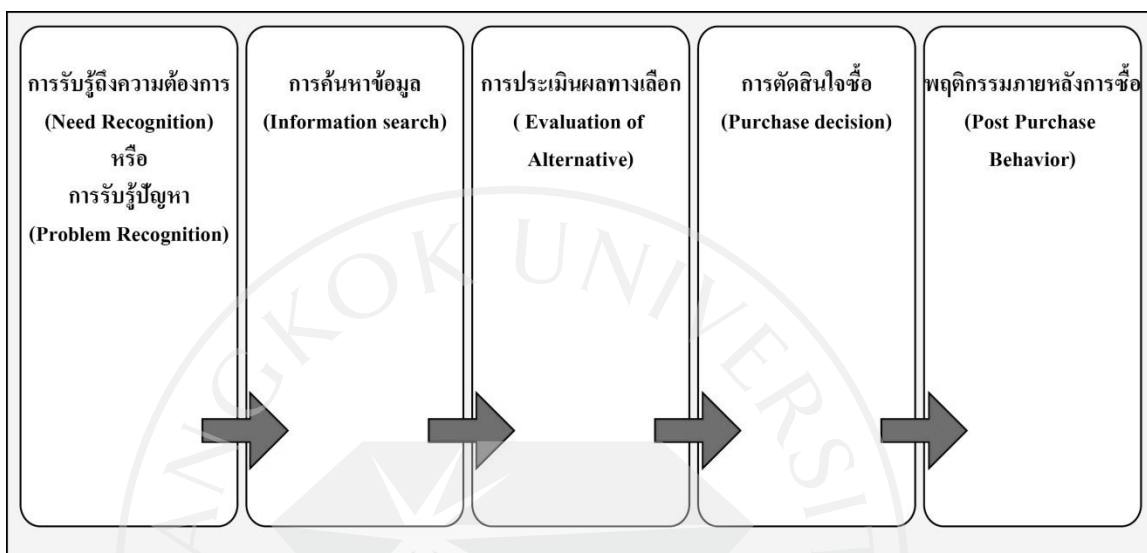 การรับรู้ถึงความต้องการ
(Need Recognition)
หรือ
การรับรู้ปัญหา
(Problem Recognition)
การค้นหาข้อมูล
(Information search)
การประเมินผลทางเลือก
( Evaluation of
Alternative)
การตัดสินใจซื้อ
(Purchase decision)
พฤติกรรมภายหลังการซื้อ
(Post Purchase
Behavior)
ANGKOK UNIVERSI